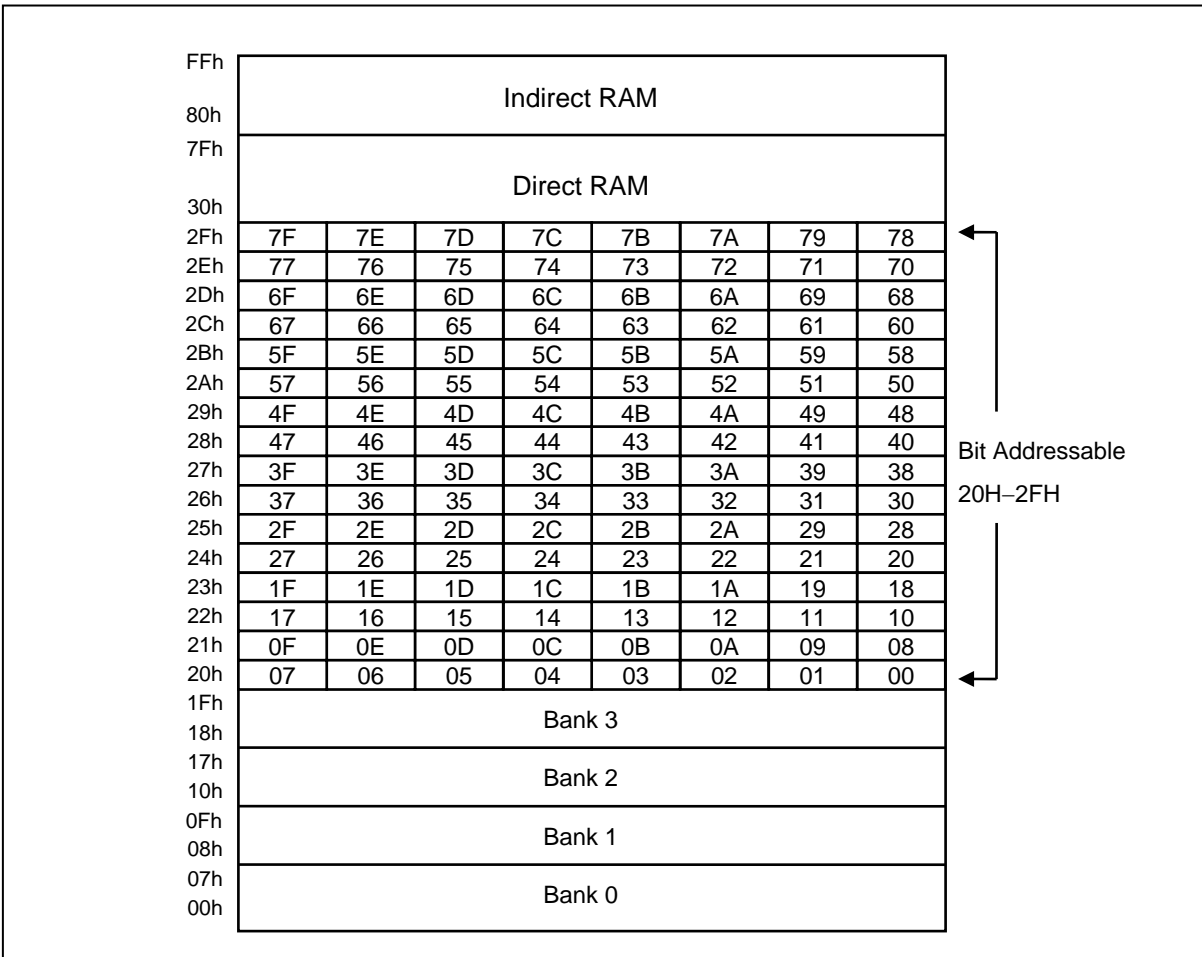 FFh
Indirect RAM
80h
7Fh
Direct RAM
30h
2Fh 7F 7E 7D 7C 7B 7A 79 78
2Eh 77 76 75 74 73 72 71 70
2Dh 6F 6E 6D 6C 6B 6A 69 68
2Ch 67 66 65 64 63 62 61 60
2Bh 5F 5E 5D 5C 5B 5A 59 58
2Ah 57 56 55 54 53 52 51 50
29h 4F 4E 4D 4C 4B 4A 49 48
28h 47 46 45 44 43 42 41 40
Bit Addressable
27h 3F 3E 3D 3C 3B 3A 39 38
20H–2FH
26h 37 36 35 34 33 32 31 30
25h 2F 2E 2D 2C 2B 2A 29 28
24h 27 26 25 24 23 22 21 20
23h 1F 1E 1D 1C 1B 1A 19 18
22h 17 16 15 14 13 12 11 10
21h 0F 0E 0D 0C 0B 0A 09 08
20h 07 06 05 04 03 02 01 00
1Fh
Bank 3
18h
17h
Bank 2
10h
0Fh
Bank 1
08h
07h
Bank 0
00h